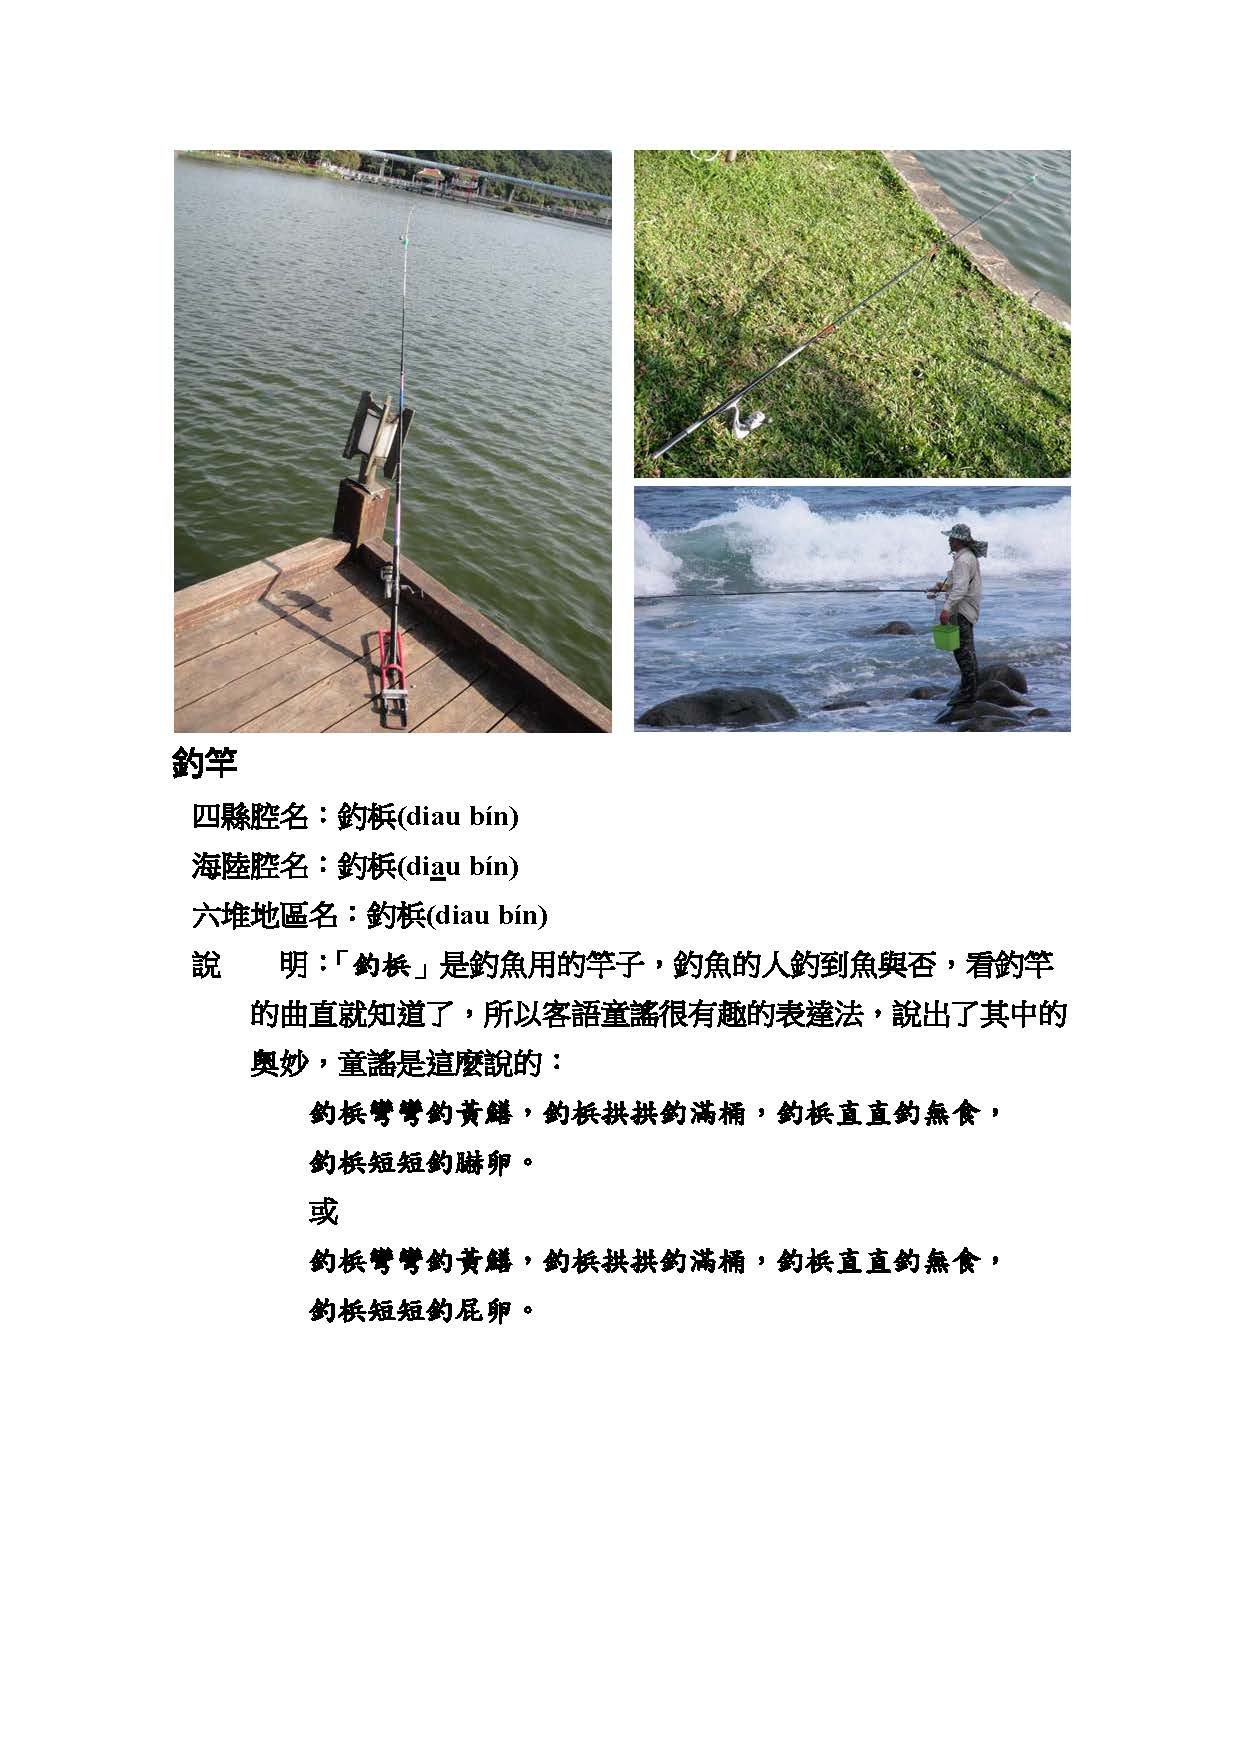 釣竿
四縣腔名：釣梹(diau bín)
海陸腔名：釣梹(diau bín)
六堆地區名：釣梹(diau bín)
說　　明：「釣梹」是釣魚用的竿子，釣魚的人釣到魚與否，看釣竿
的曲直就知道了，所以客語童謠很有趣的表達法，說出了其中的
奧妙，童謠是這麼說的：
釣梹彎彎釣黃鱔，釣梹拱拱釣滿桶，釣梹直直釣無食，
釣梹短短釣膦卵。
或
釣梹彎彎釣黃鱔，釣梹拱拱釣滿桶，釣梹直直釣無食，
釣梹短短釣屁卵。